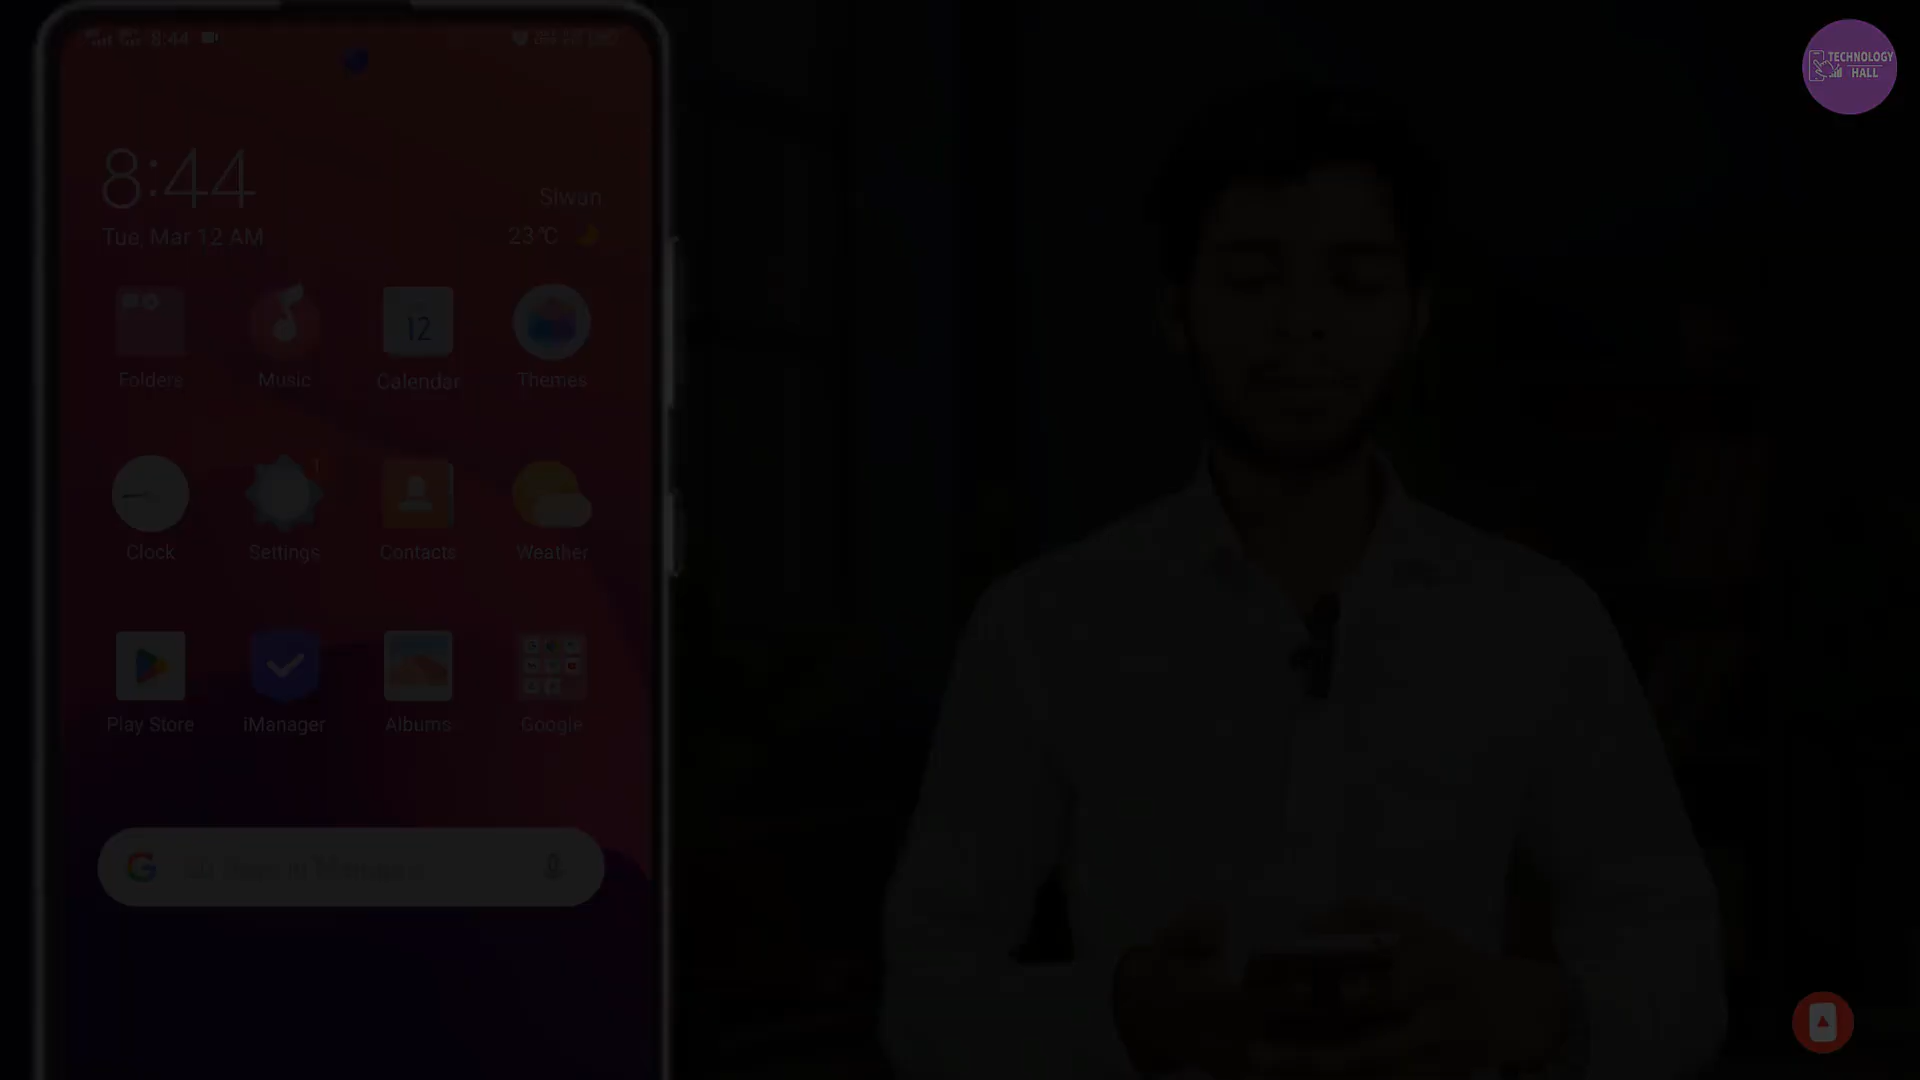 8:44
TECHNOLOGY
HALL
8:44
Siwan
Tue, Mar 12 AM
23°C
12
Folders
Music
Calendar
Themes
1
Clock
Settings
Contacts
Weather
Play Store
iManager
Albums
Google
G